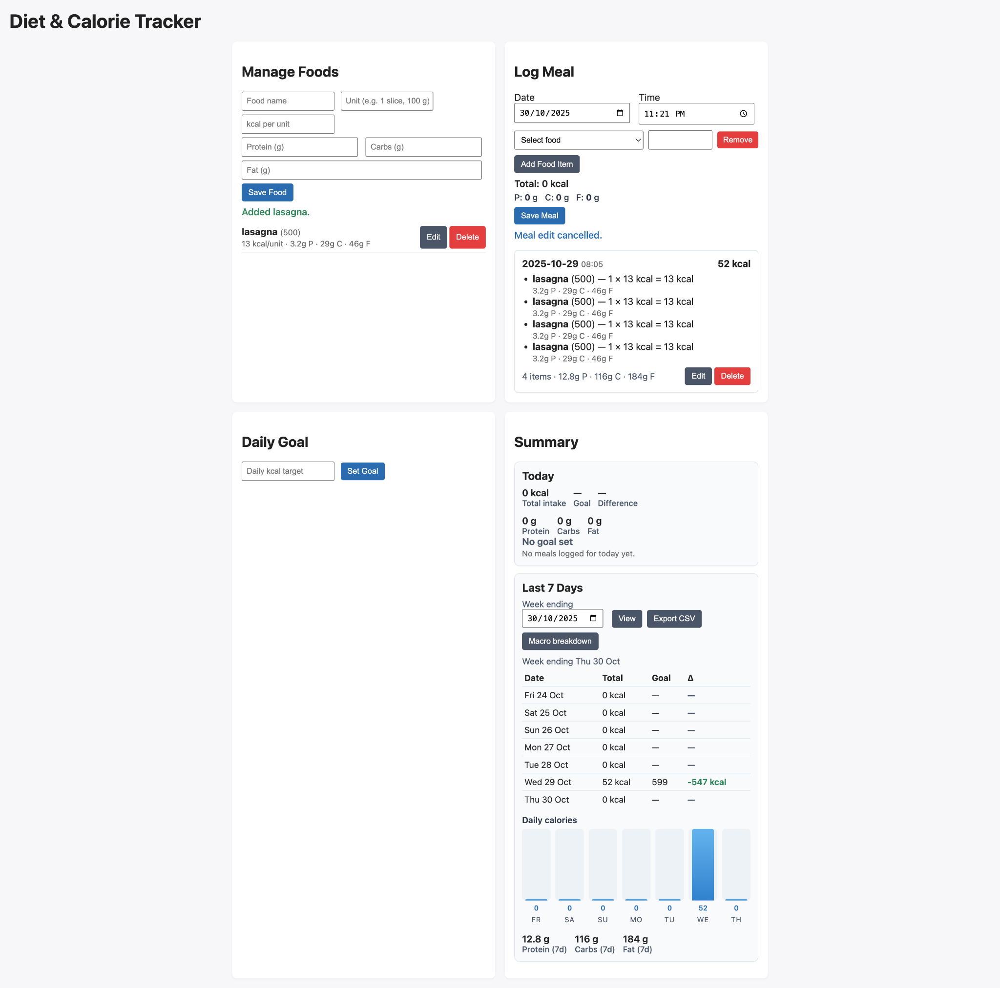 Diet & Calorie Tracker
Manage Foods
Food name
Unit (e.g. 1 slice, 100 g)
kcal per unit
Protein (g)
Carbs (g)
Fat (g)
Save Food
Added lasagna.
lasagna (500)
13 kcal/unit · 3.2g P · 29g C · 46g F
Edit
Delete
Log Meal
Date
Time
30/10/2025
11:21 PM
Select food
Remove
Add Food Item
Total: 0 kcal
P: 0 g C: 0 g F: 0 g
Save Meal
Meal edit cancelled.
2025-10-29 08:05
52 kcal
• lasagna (500) — 1 × 13 kcal = 13 kcal
3.2g P · 29g C · 46g F
• lasagna (500) — 1 × 13 kcal = 13 kcal
3.2g P · 29g C · 46g F
• lasagna (500) — 1 × 13 kcal = 13 kcal
3.2g P · 29g C · 46g F
• lasagna (500) — 1 × 13 kcal = 13 kcal
3.2g P · 29g C · 46g F
4 items · 12.8g P · 116g C · 184g F
Edit
Delete
Daily Goal
Daily kcal target
Set Goal
Summary
Today
0 kcal — —
Total intake Goal Difference
0 g 0 g 0 g
Protein Carbs Fat
No goal set
No meals logged for today yet.
Last 7 Days
Week ending
30/10/2025
View
Export CSV
Macro breakdown
Week ending Thu 30 Oct
Date Total Goal Δ
Fri 24 Oct 0 kcal — —
Sat 25 Oct 0 kcal — —
Sun 26 Oct 0 kcal — —
Mon 27 Oct 0 kcal — —
Tue 28 Oct 0 kcal — —
Wed 29 Oct 52 kcal 599 -547 kcal
Thu 30 Oct 0 kcal — —
Daily calories
0 0 0 0 0 52 0
FR SA SU MO TU WE TH
12.8 g 116 g 184 g
Protein (7d) Carbs (7d) Fat (7d)